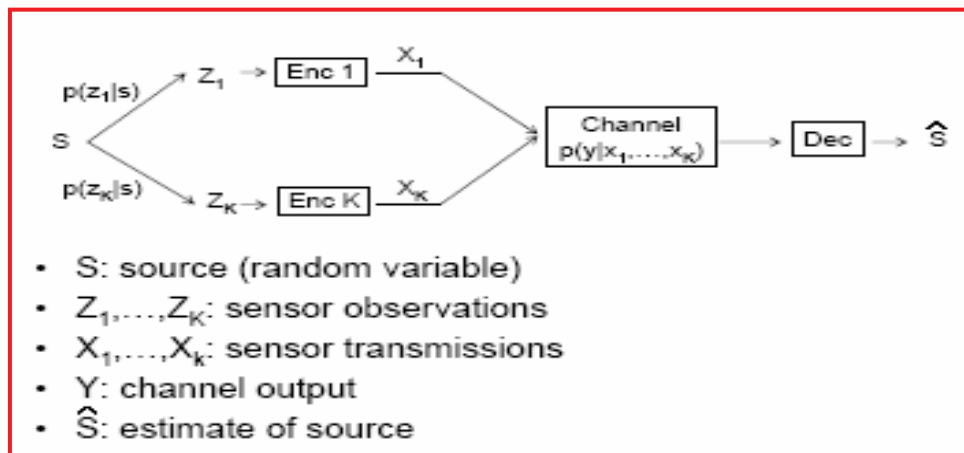 p(z₁|s) Z₁ → Enc 1 X₁
S
p(zK|s) ZK → Enc K XK
Channel
p(y|x₁,...,xK)
Dec → Ŝ
• S: source (random variable)
• Z₁,...,ZK: sensor observations
• X₁,...,Xk: sensor transmissions
• Y: channel output
• Ŝ: estimate of source